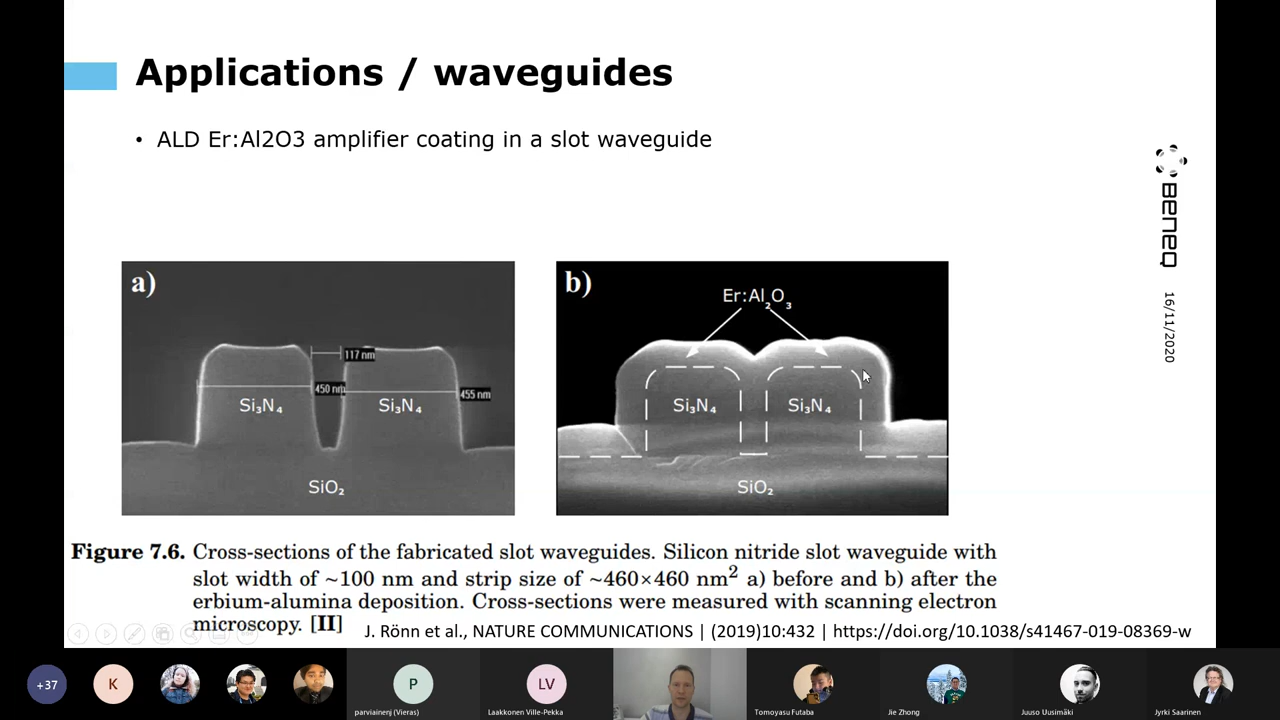 Applications / waveguides
• ALD Er:Al2O3 amplifier coating in a slot waveguide
BENEQ
16/11/2020
a)
117 nm
450 nm
455 nm
Si₃N₄
Si₃N₄
SiO₂
b)
Er:Al₂O₃
Si₃N₄
Si₃N₄
SiO₂
Figure 7.6. Cross-sections of the fabricated slot waveguides. Silicon nitride slot waveguide with
slot width of ~100 nm and strip size of ~460×460 nm² a) before and b) after the
erbium-alumina deposition. Cross-sections were measured with scanning electron
microscopy. [II]
J. Rönn et al., NATURE COMMUNICATIONS | (2019)10:432 | https://doi.org/10.1038/s41467-019-08369-w
+37
K
P
LV
parviainenj (Vieras)
Laakkonen Ville-Pekka
Tomoyasu Futaba
Jie Zhong
Juuso Uusimäki
Jyrki Saarinen